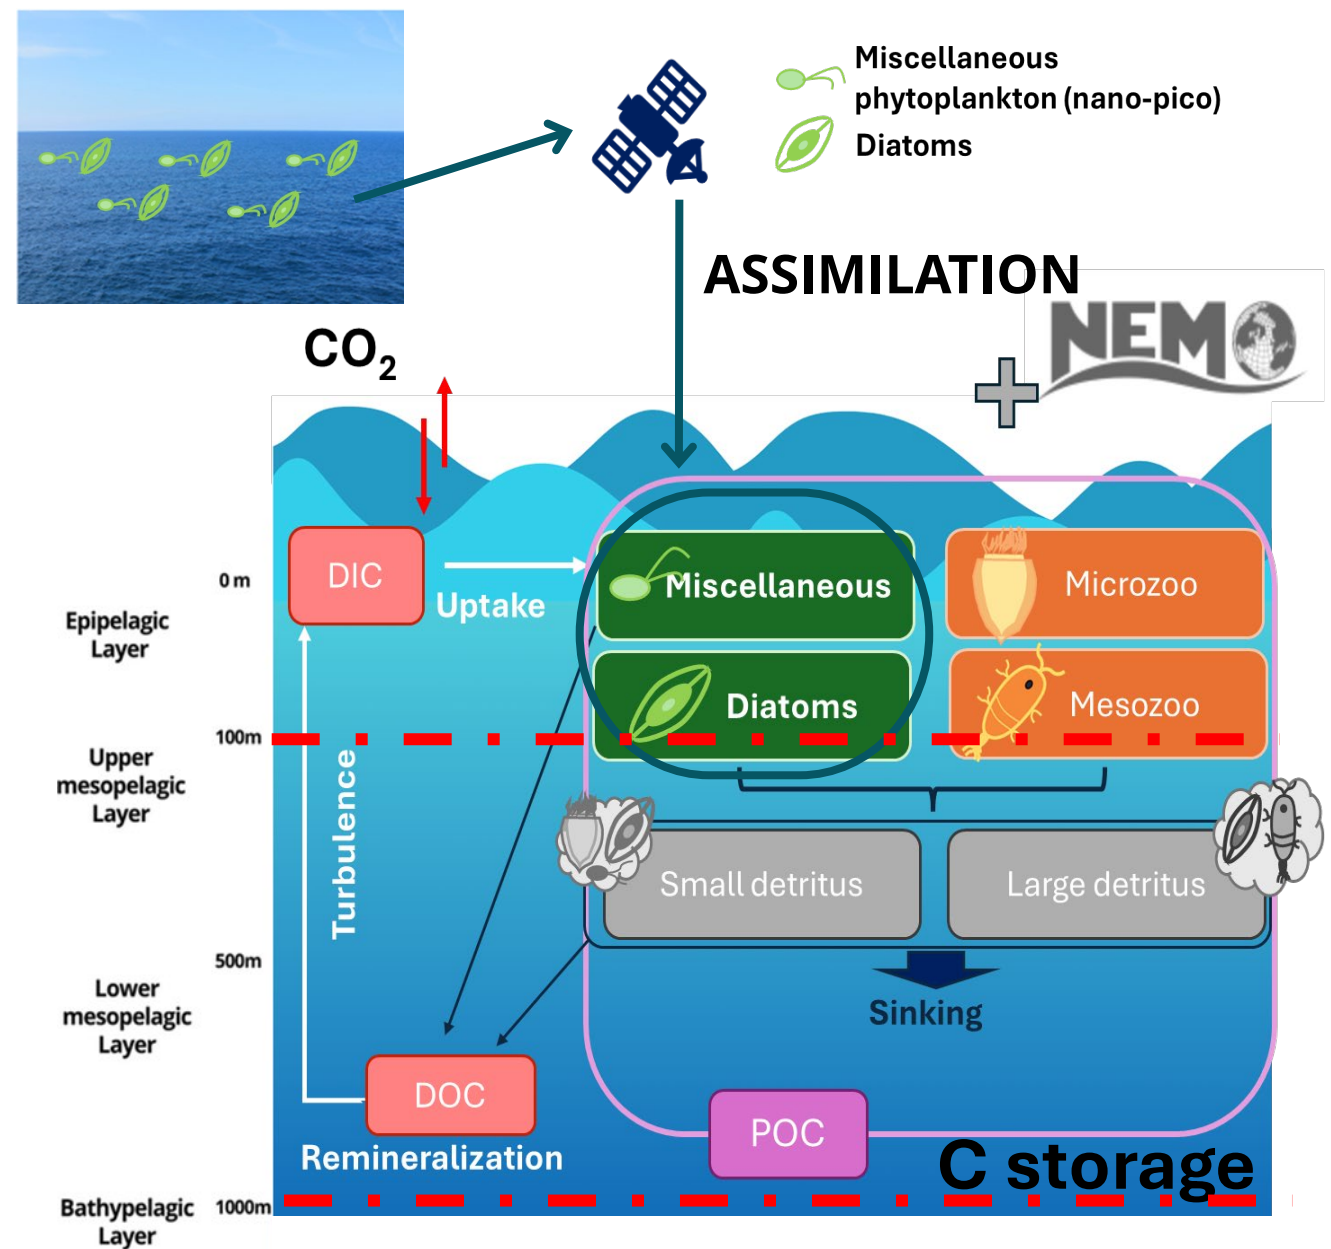 Miscellaneous
phytoplankton (nano-pico)
Diatoms
ASSIMILATION
NEMO
CO2
DIC
Uptake
Miscellaneous
Microzoo
0 m
Epipelagic
Layer
Diatoms
Mesozoo
100m
Upper
mesopelagic
Layer
Turbulence
Small detritus
Large detritus
500m
Lower
mesopelagic
Layer
Sinking
DOC
POC
Remineralization
C storage
Bathypelagic
Layer
1000m